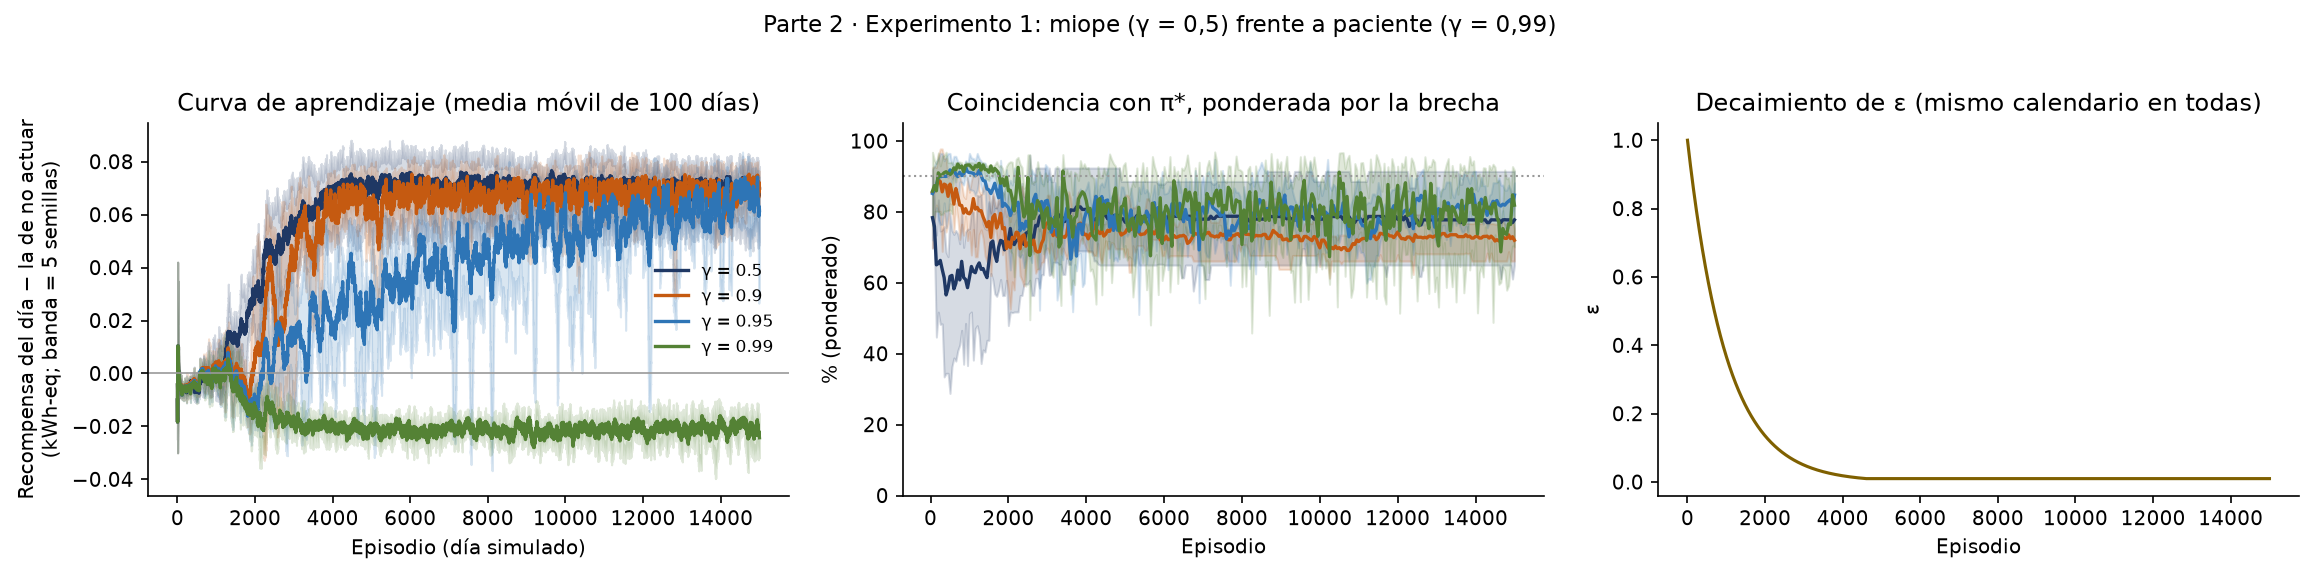 Parte 2 · Experimento 1: miope (γ = 0,5) frente a paciente (γ = 0,99)
Curva de aprendizaje (media móvil de 100 días)
Recompensa del día − la de no actuar
(kWh-eq; banda = 5 semillas)
0.08
0.06
0.04
0.02
0.00
−0.02
−0.04
γ = 0.5
γ = 0.9
γ = 0.95
γ = 0.99
0 2000 4000 6000 8000 10000 12000 14000
Episodio (día simulado)
Coincidencia con π*, ponderada por la brecha
% (ponderado)
100
80
60
40
20
0
0 2000 4000 6000 8000 10000 12000 14000
Episodio
Decaimiento de ε (mismo calendario en todas)
ε
1.0
0.8
0.6
0.4
0.2
0.0
0 2000 4000 6000 8000 10000 12000 14000
Episodio